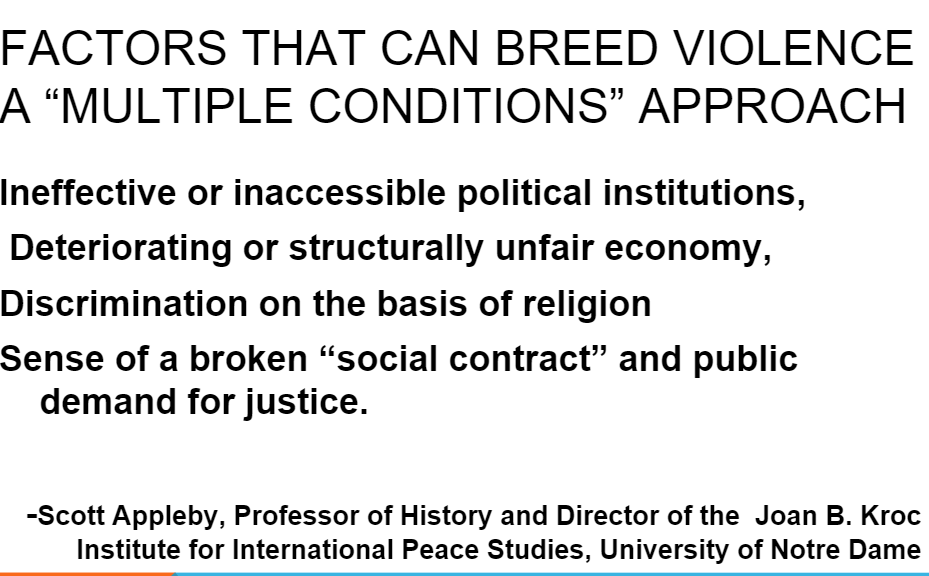 FACTORS THAT CAN BREED VIOLENCE
A “MULTIPLE CONDITIONS” APPROACH
Ineffective or inaccessible political institutions,
Deteriorating or structurally unfair economy,
Discrimination on the basis of religion
Sense of a broken “social contract” and public
demand for justice.
-Scott Appleby, Professor of History and Director of the  Joan B. Kroc
Institute for International Peace Studies, University of Notre Dame